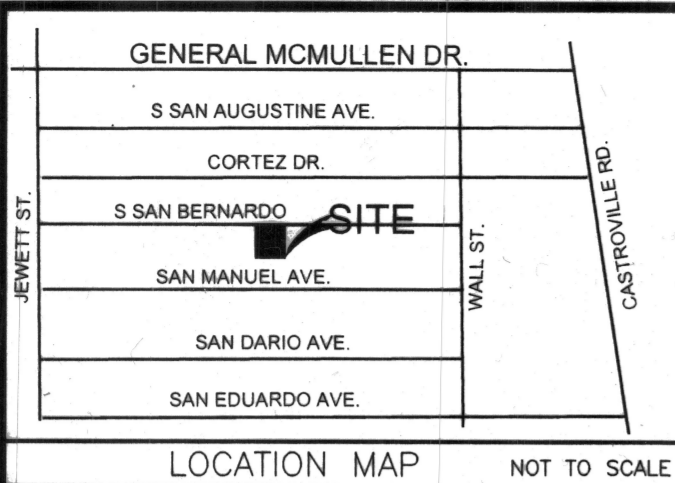 GENERAL MCMULLEN DR.
S SAN AUGUSTINE AVE.
CORTEZ DR.
S SAN BERNARDO
SITE
SAN MANUEL AVE.
SAN DARIO AVE.
SAN EDUARDO AVE.
JEWETT ST.
WALL ST.
CASTROVILLE RD.
LOCATION MAP
NOT TO SCALE